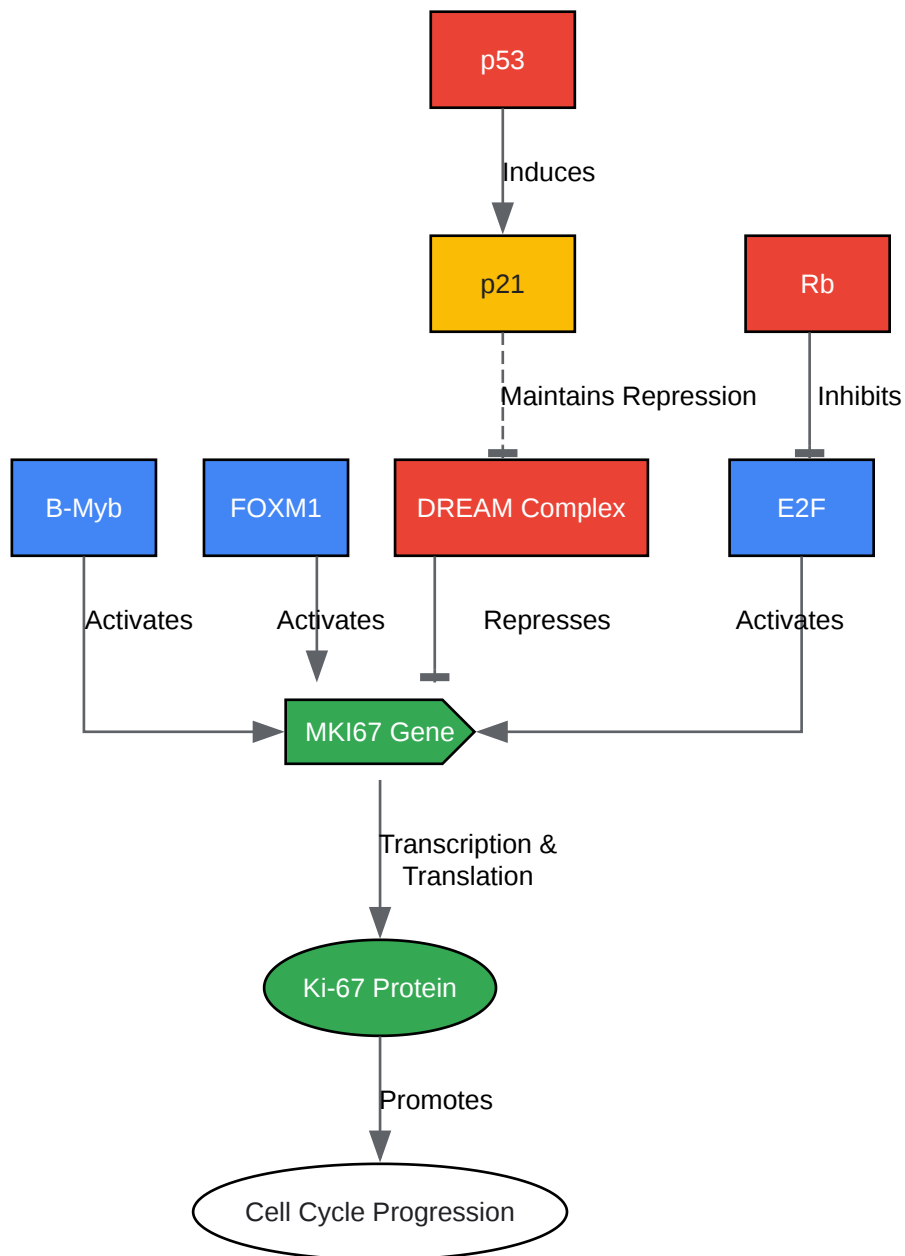 p53
Induces
p21
Rb
Maintains Repression
Inhibits
B-Myb
FOXM1
DREAM Complex
E2F
Activates
Activates
Represses
Activates
MKI67 Gene
Transcription &
Translation
Ki-67 Protein
Promotes
Cell Cycle Progression